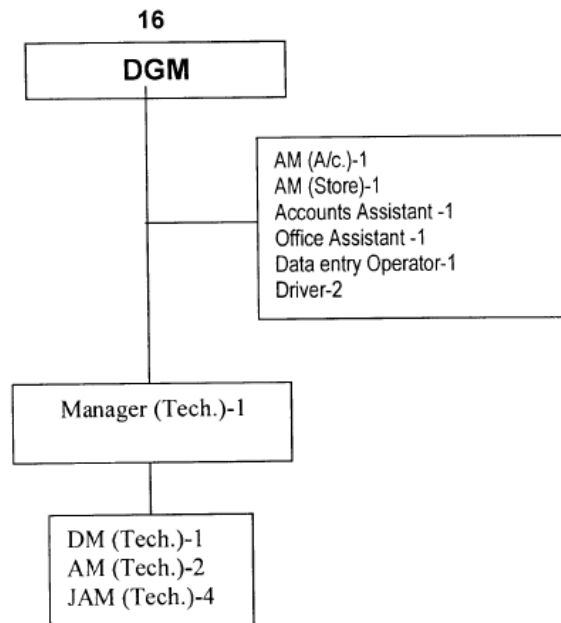 16
DGM
AM (A/c.)-1
AM (Store)-1
Accounts Assistant -1
Office Assistant -1
Data entry Operator-1
Driver-2
Manager (Tech.)-1
DM (Tech.)-1
AM (Tech.)-2
JAM (Tech.)-4